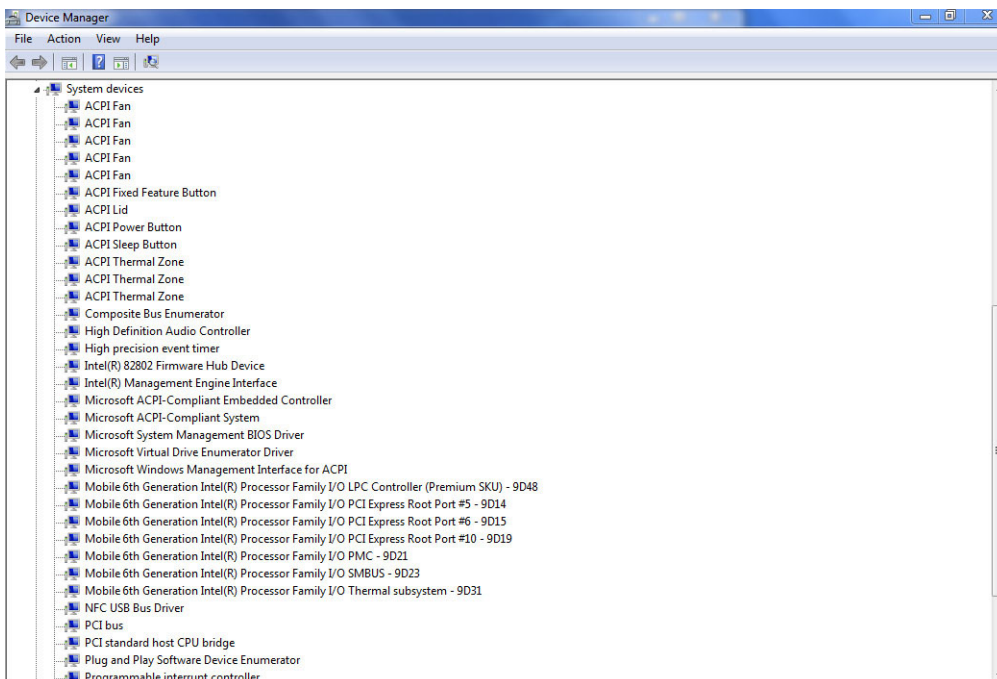 Device Manager
File Action View Help
System devices
ACPI Fan
ACPI Fan
ACPI Fan
ACPI Fan
ACPI Fan
ACPI Fixed Feature Button
ACPI Lid
ACPI Power Button
ACPI Sleep Button
ACPI Thermal Zone
ACPI Thermal Zone
ACPI Thermal Zone
Composite Bus Enumerator
High Definition Audio Controller
High precision event timer
Intel(R) 82802 Firmware Hub Device
Intel(R) Management Engine Interface
Microsoft ACPI-Compliant Embedded Controller
Microsoft ACPI-Compliant System
Microsoft System Management BIOS Driver
Microsoft Virtual Drive Enumerator Driver
Microsoft Windows Management Interface for ACPI
Mobile 6th Generation Intel(R) Processor Family I/O LPC Controller (Premium SKU) - 9D48
Mobile 6th Generation Intel(R) Processor Family I/O PCI Express Root Port #5 - 9D14
Mobile 6th Generation Intel(R) Processor Family I/O PCI Express Root Port #6 - 9D15
Mobile 6th Generation Intel(R) Processor Family I/O PCI Express Root Port #10 - 9D19
Mobile 6th Generation Intel(R) Processor Family I/O PMC - 9D21
Mobile 6th Generation Intel(R) Processor Family I/O SMBUS - 9D23
Mobile 6th Generation Intel(R) Processor Family I/O Thermal subsystem - 9D31
NFC USB Bus Driver
PCI bus
PCI standard host CPU bridge
Plug and Play Software Device Enumerator
Programmable interrupt controller